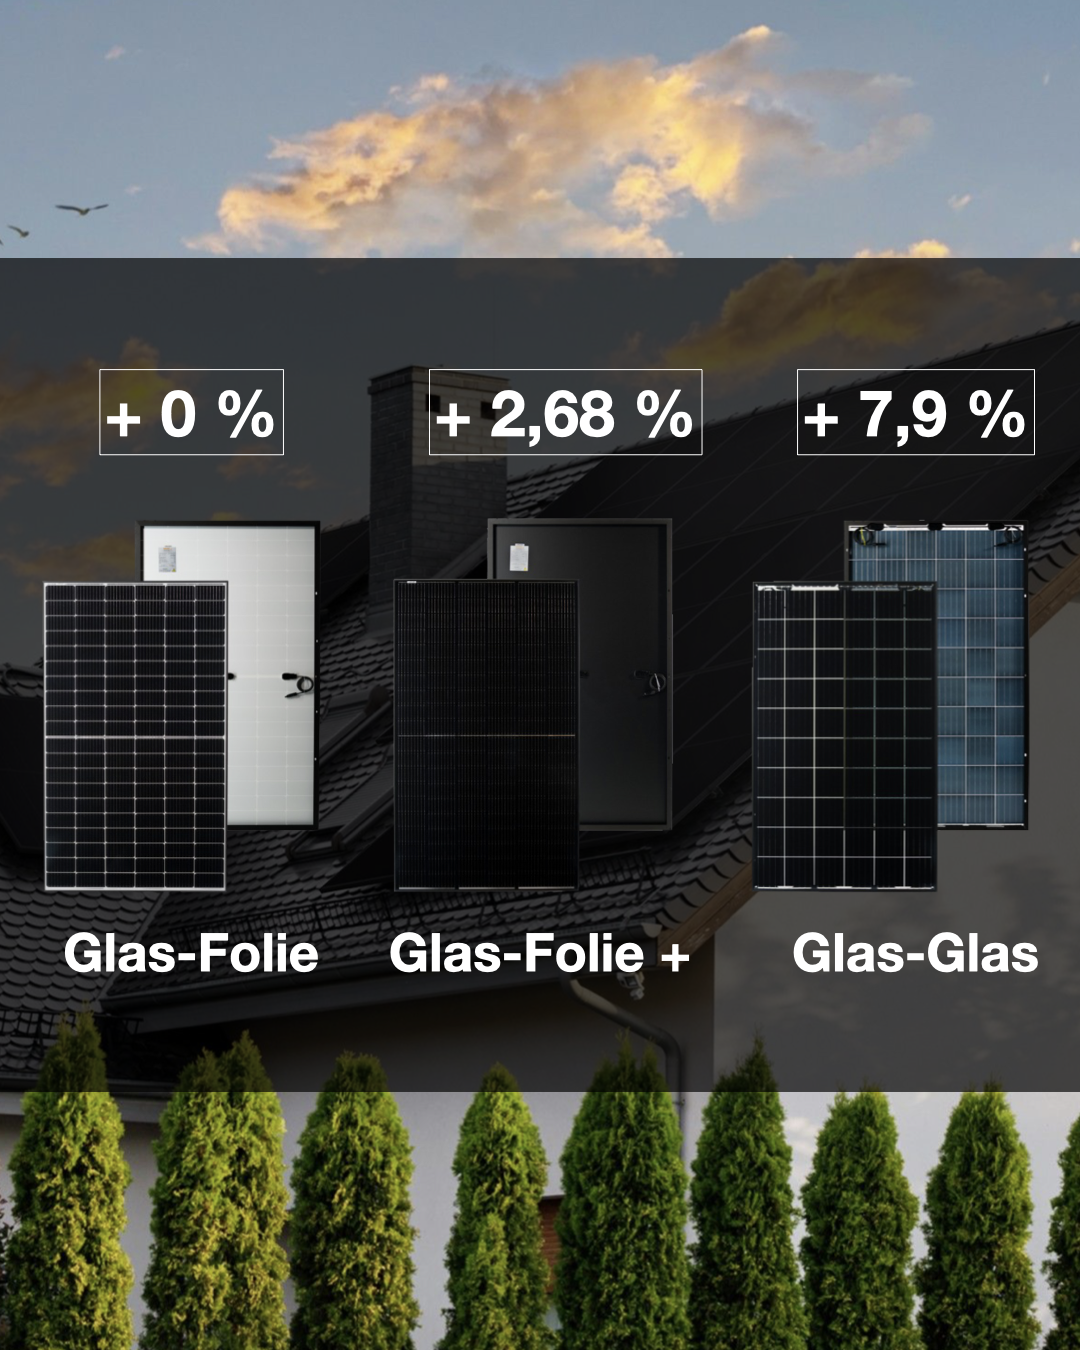 + 0 %
+ 2,68 %
+ 7,9 %
Glas-Folie
Glas-Folie +
Glas-Glas